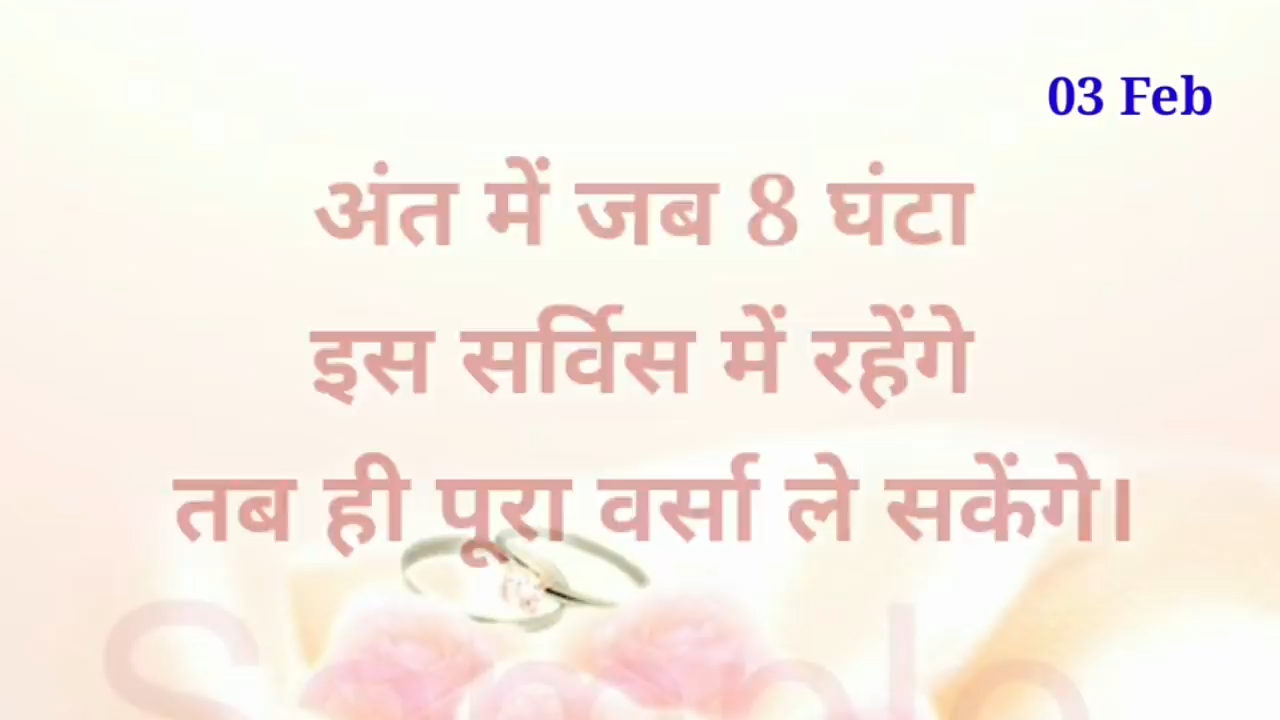 03 Feb
अंत में जब 8 घंटा
इस सर्विस में रहेंगे
तब ही पूरा वर्सा ले सकेंगे।